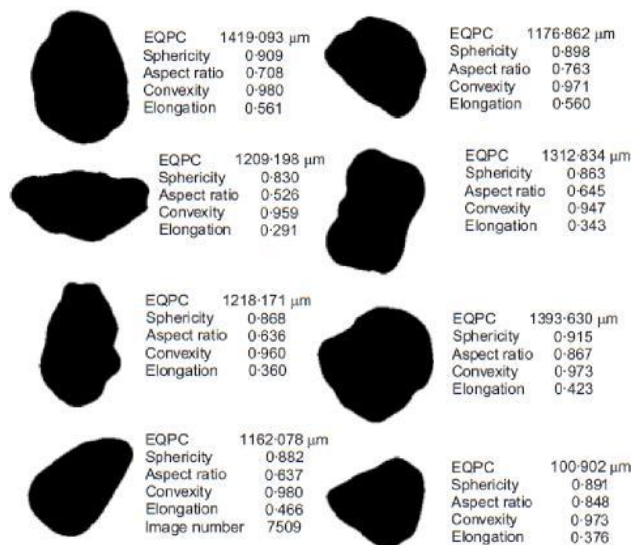 EQPC 1419·093 μm
Sphericity 0·909
Aspect ratio 0·708
Convexity 0·980
Elongation 0·561
EQPC 1176·862 μm
Sphericity 0·898
Aspect ratio 0·763
Convexity 0·971
Elongation 0·560
EQPC 1209·198 μm
Sphericity 0·830
Aspect ratio 0·526
Convexity 0·959
Elongation 0·291
EQPC 1312·834 μm
Sphericity 0·863
Aspect ratio 0·645
Convexity 0·947
Elongation 0·343
EQPC 1218·171 μm
Sphericity 0·868
Aspect ratio 0·636
Convexity 0·960
Elongation 0·360
EQPC 1393·630 μm
Sphericity 0·915
Aspect ratio 0·867
Convexity 0·973
Elongation 0·423
EQPC 1162·078 μm
Sphericity 0·882
Aspect ratio 0·637
Convexity 0·980
Elongation 0·466
Image number 7509
EQPC 100·902 μm
Sphericity 0·891
Aspect ratio 0·848
Convexity 0·973
Elongation 0·376